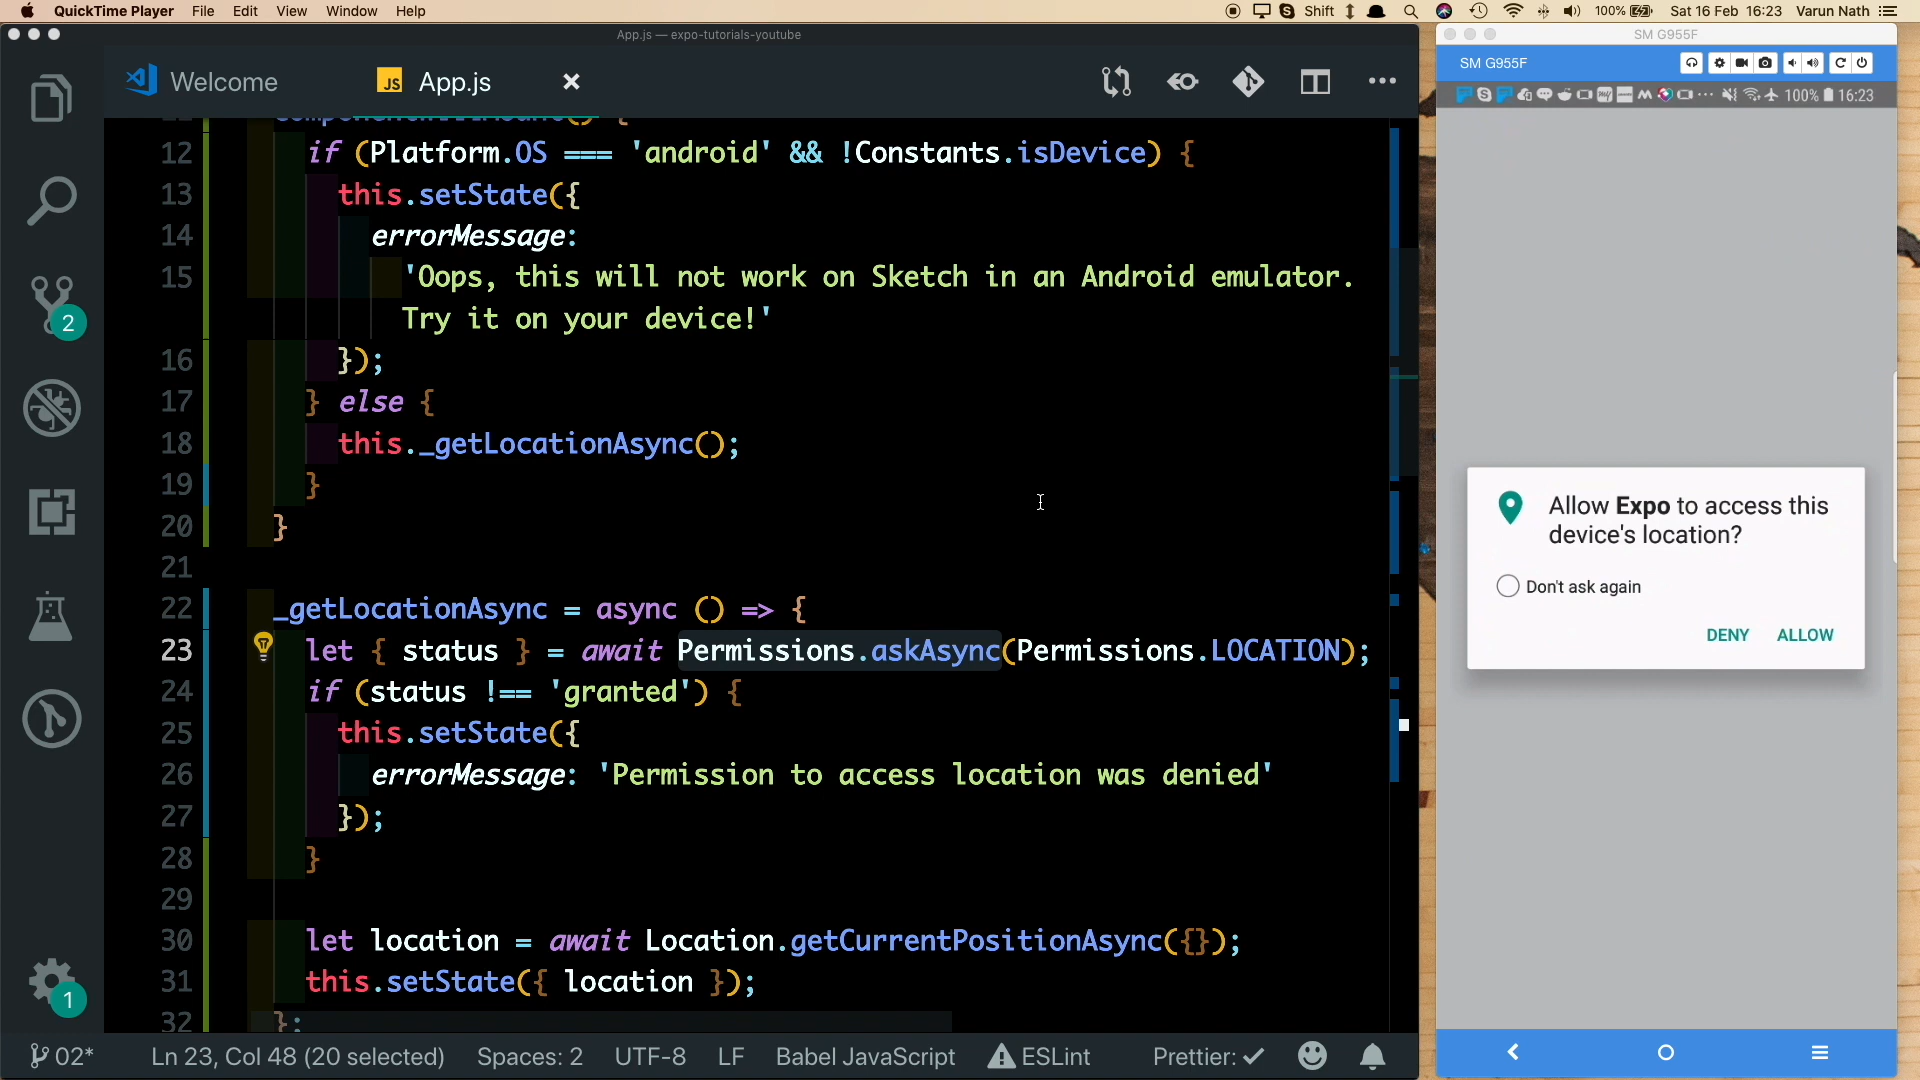 QuickTime Player File Edit View Window Help
Shift 100% Sat 16 Feb 16:23 Varun Nath
App.js — expo-tutorials-youtube
Welcome
JS App.js
12 if (Platform.OS === 'android' && !Constants.isDevice) {
13 this.setState({
14 errorMessage:
15 'Oops, this will not work on Sketch in an Android emulator.
Try it on your device!'
16 });
17 } else {
18 this._getLocationAsync();
19 }
20 }
21
22 _getLocationAsync = async () => {
23 let { status } = await Permissions.askAsync(Permissions.LOCATION);
24 if (status !== 'granted') {
25 this.setState({
26 errorMessage: 'Permission to access location was denied'
27 });
28 }
29
30 let location = await Location.getCurrentPositionAsync({});
31 this.setState({ location });
32 };
2
1
02* Ln 23, Col 48 (20 selected) Spaces: 2 UTF-8 LF Babel JavaScript ESLint Prettier: ✓
SM G955F
SM G955F
100% 16:23
Allow Expo to access this
device's location?
Don't ask again
DENY ALLOW